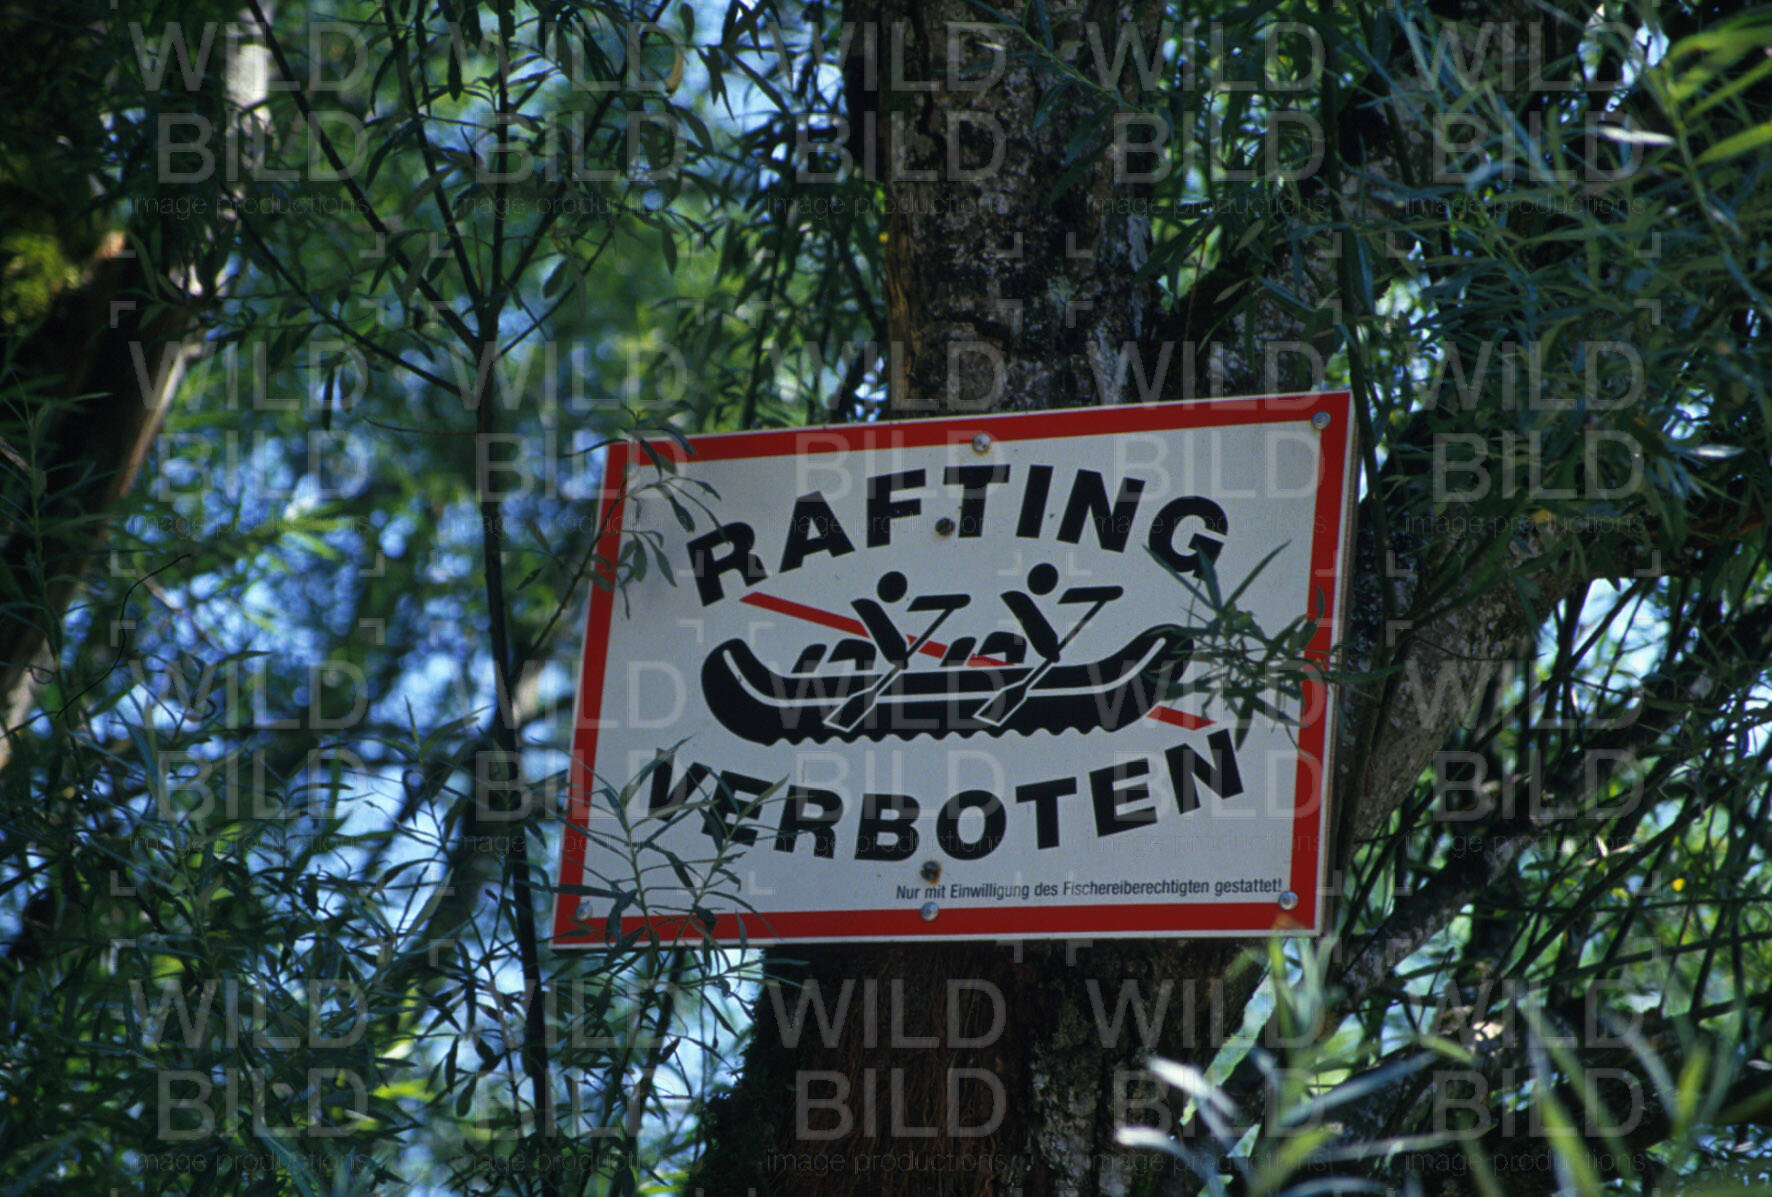 RAFTING
VERBOTEN
Nur mit Einwilligung des Fischereiberechtigten gestattet!
WILD
BILD
image productions